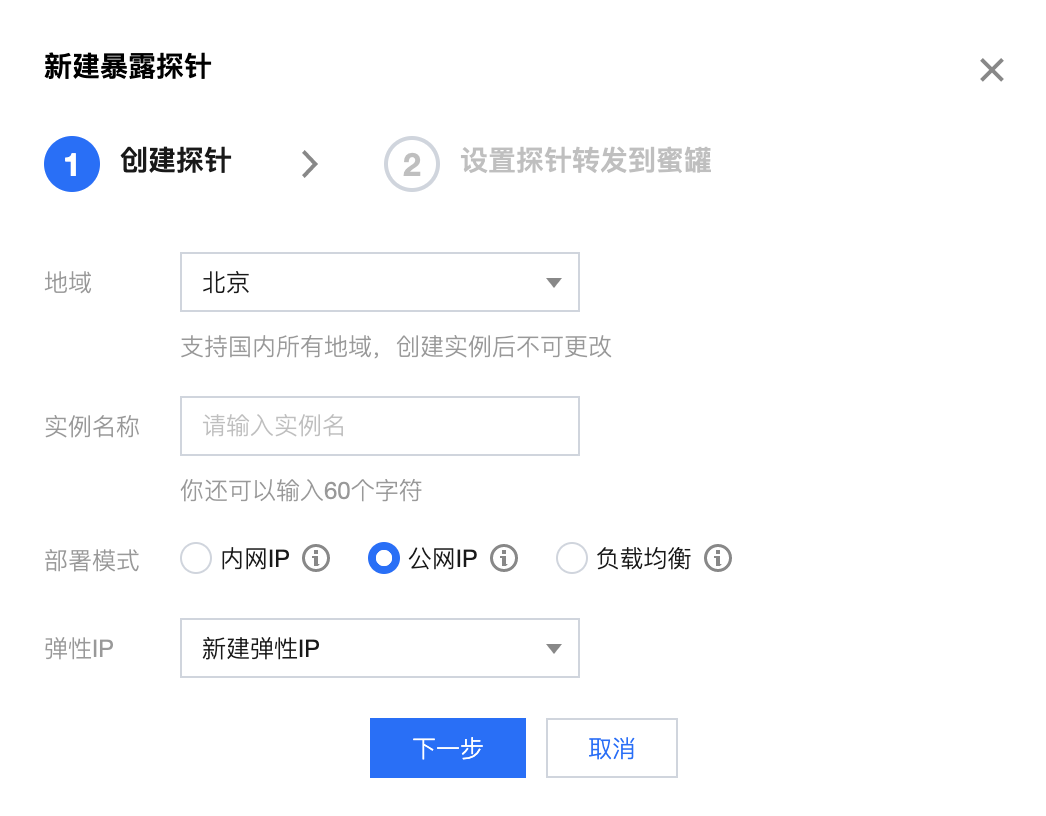 新建暴露探针
1 创建探针 2 设置探针转发到蜜罐
地域 北京
支持国内所有地域，创建实例后不可更改
实例名称 请输入实例名
你还可以输入60个字符
部署模式 内网IP 公网IP 负载均衡
弹性IP 新建弹性IP
下一步 取消